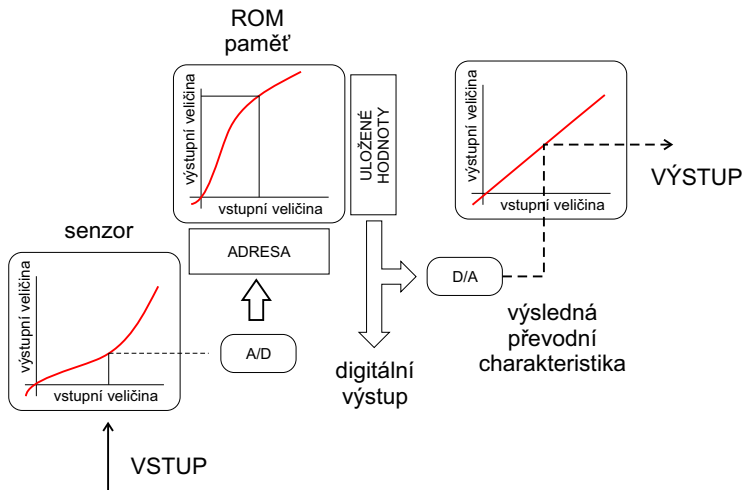 ROM
paměť
výstupní veličina
vstupní veličina
ULOŽENÉ
HODNOTY
výstupní veličina
vstupní veličina
VÝSTUP
senzor
ADRESA
výstupní veličina
vstupní veličina
A/D
D/A
digitální
výstup
výsledná
převodní
charakteristika
VSTUP